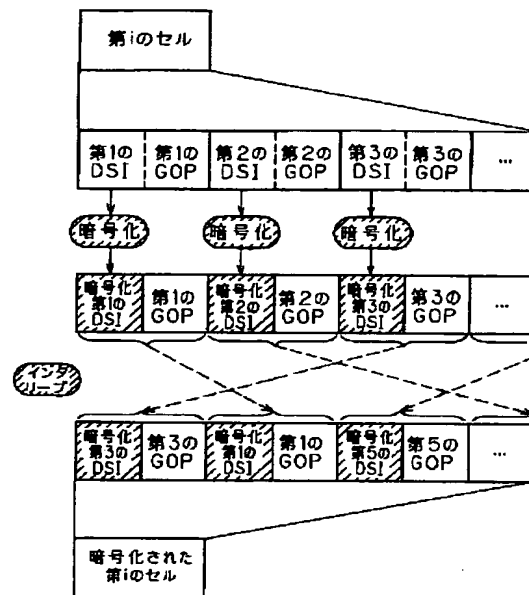 第iのセル
第1の
DSI
第1の
GOP
第2の
DSI
第2の
GOP
第3の
DSI
第3の
GOP
…
暗号化
暗号化
暗号化
暗号化
第1の
DSI
第1の
GOP
暗号化
第2の
DSI
第2の
GOP
暗号化
第3の
DSI
第3の
GOP
…
インタ
リーブ
暗号化
第3の
DSI
第3の
GOP
暗号化
第1の
DSI
第1の
GOP
暗号化
第5の
DSI
第5の
GOP
…
暗号化された
第iのセル